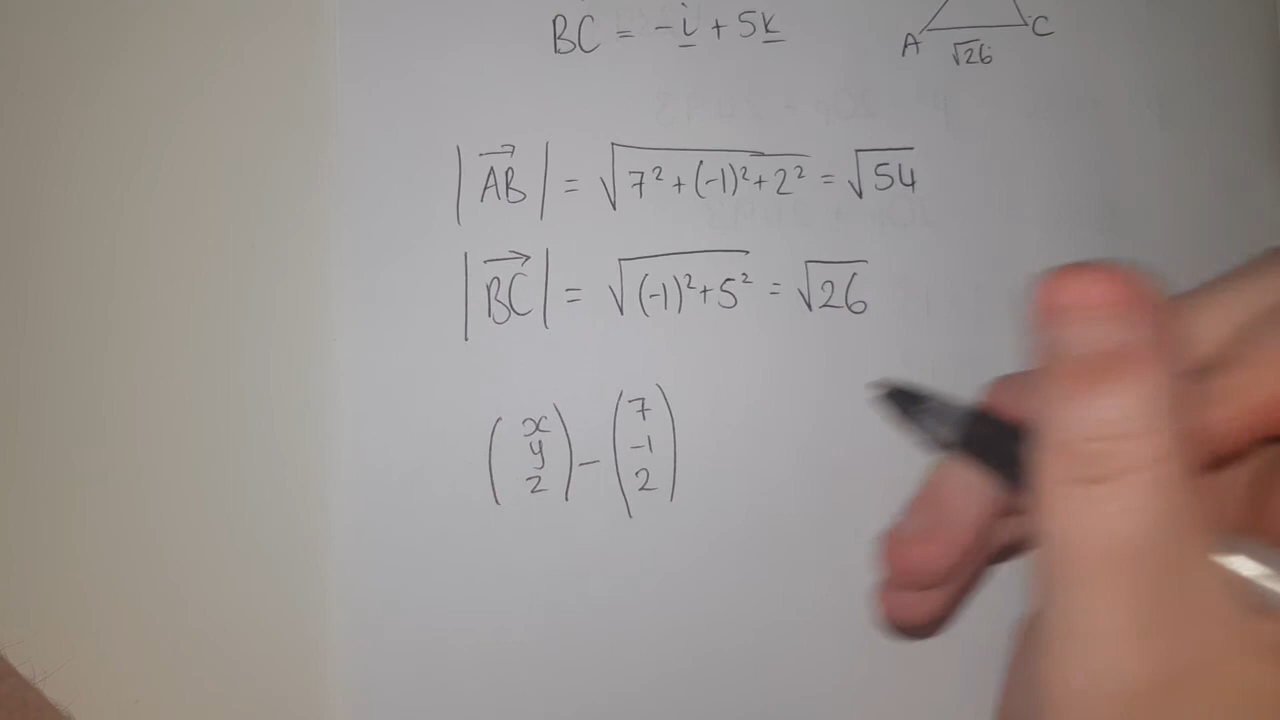 BC = -i + 5k
A C
√26
|AB| = √7² + (-1)² + 2² = √54
|BC| = √(-1)² + 5² = √26
(x y z) - (7 -1 2)